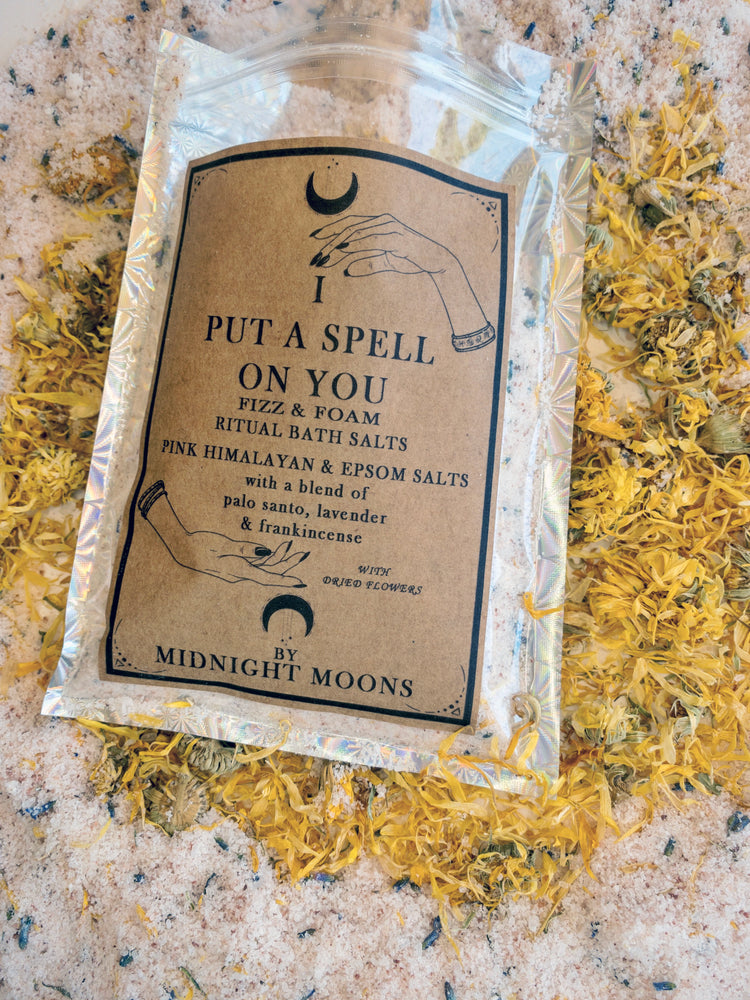 I
PUT A SPELL
ON YOU
FIZZ & FOAM
RITUAL BATH SALTS
PINK HIMALAYAN & EPSOM SALTS
with a blend of
palo santo, lavender
& frankincense
WITH
DRIED FLOWERS
BY
MIDNIGHT MOONS